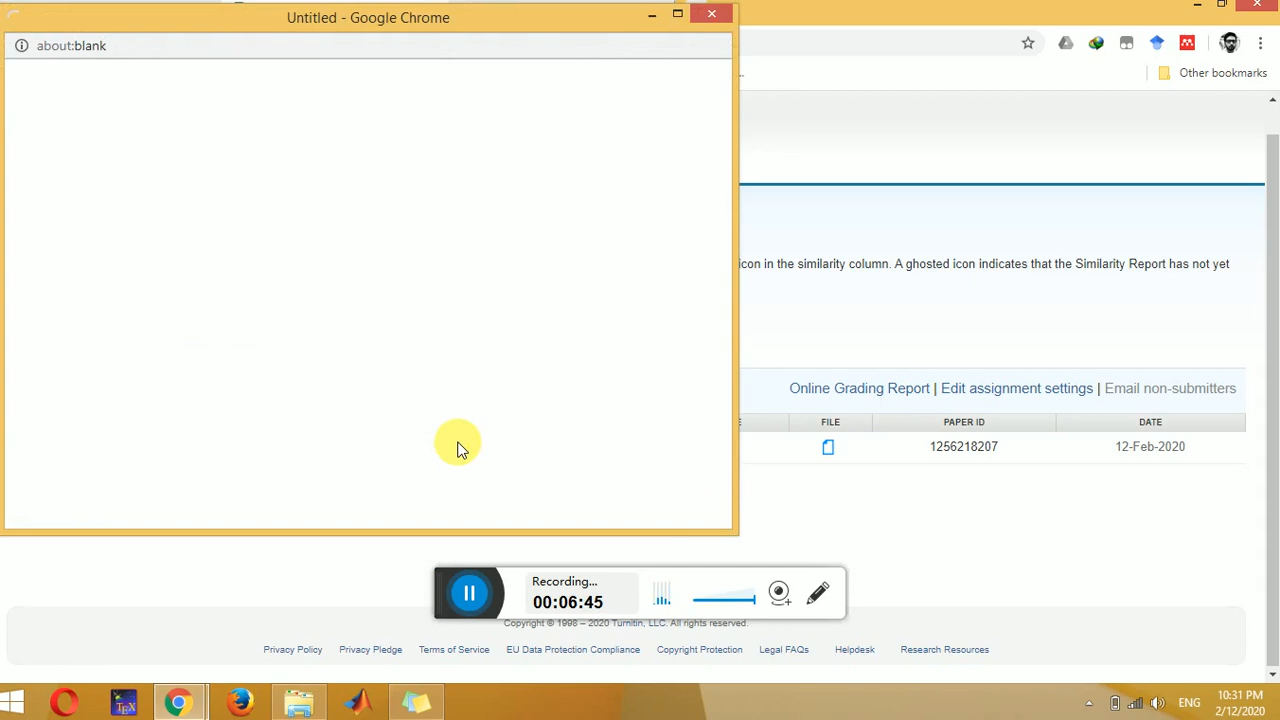 Untitled - Google Chrome
about:blank
Other bookmarks
icon in the similarity column. A ghosted icon indicates that the Similarity Report has not yet
Online Grading Report | Edit assignment settings | Email non-submitters
FILE PAPER ID DATE
1256218207 12-Feb-2020
Recording...
00:06:45
Copyright © 1998 – 2020 Turnitin, LLC. All rights reserved.
Privacy Policy Privacy Pledge Terms of Service EU Data Protection Compliance Copyright Protection Legal FAQs Helpdesk Research Resources
TEX
ENG
10:31 PM
2/12/2020